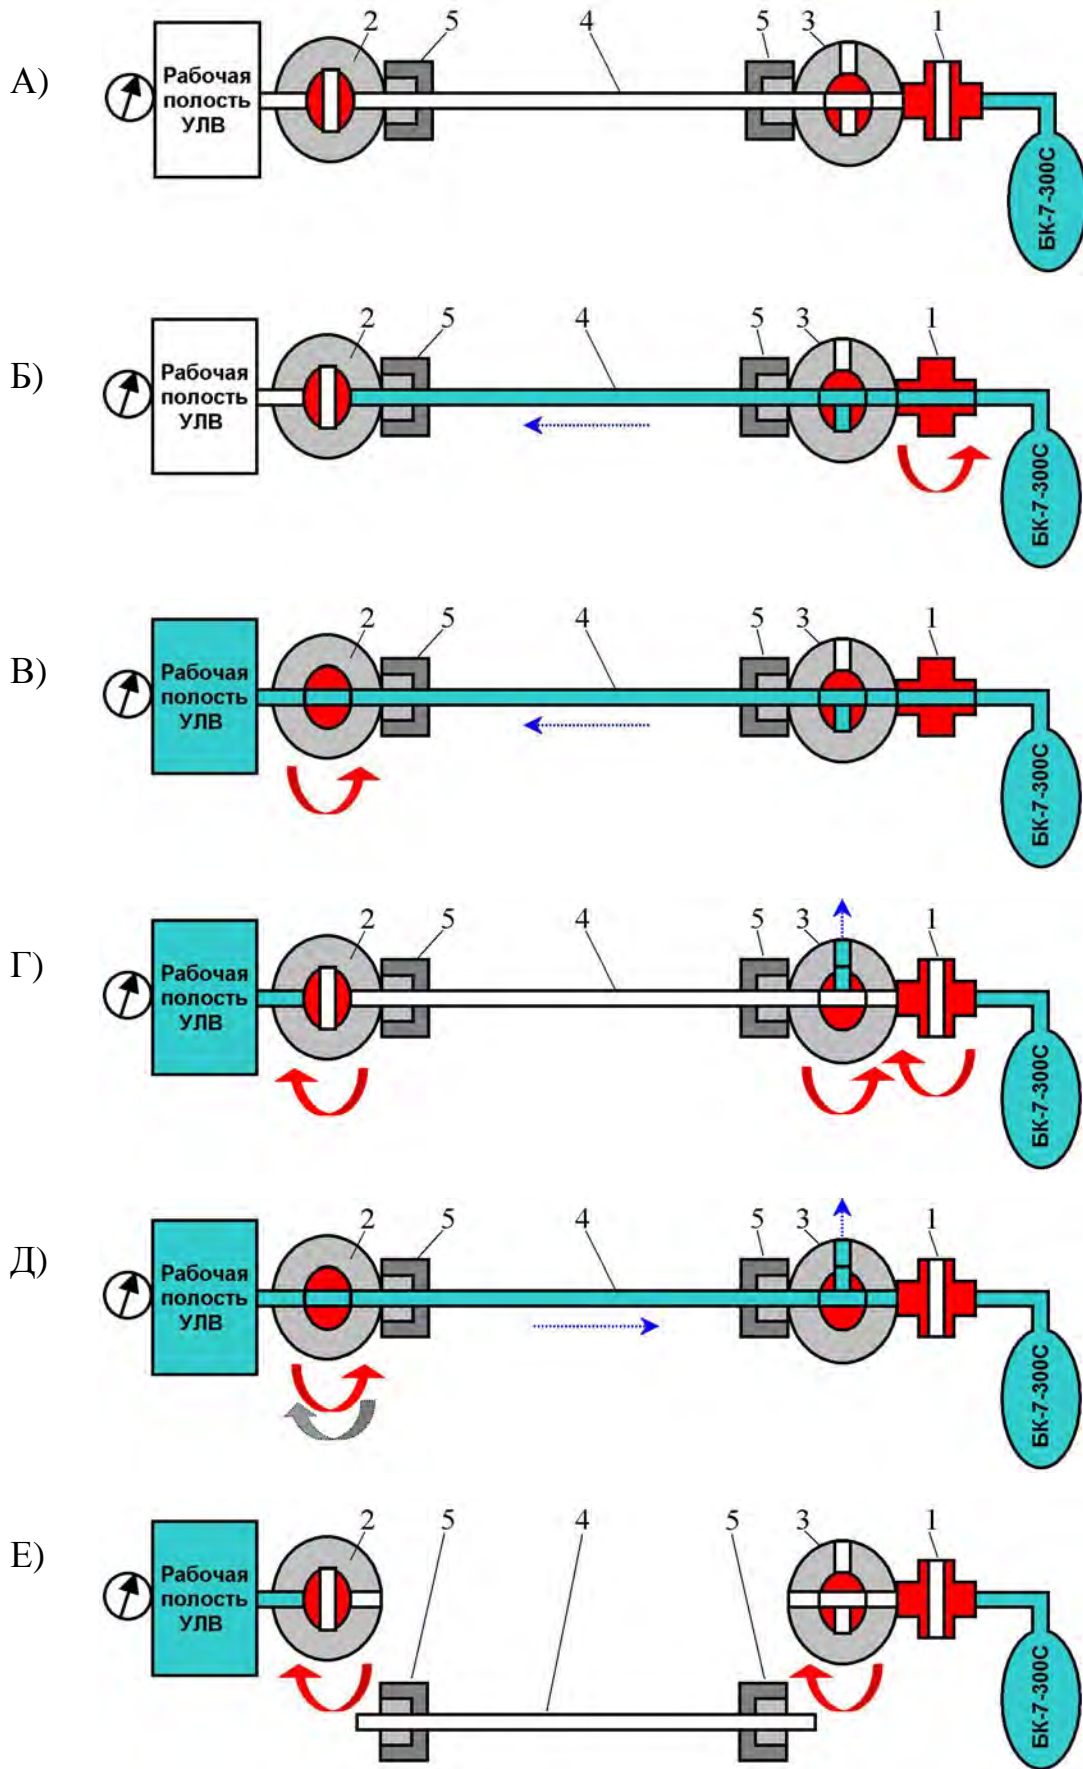 2 5 4 5 3 1
А) Рабочая
полость
УЛВ
БК-7-300С
2 5 4 5 3 1
Б) Рабочая
полость
УЛВ
БК-7-300С
2 5 4 5 3 1
В) Рабочая
полость
УЛВ
БК-7-300С
2 5 4 5 3 1
Г) Рабочая
полость
УЛВ
БК-7-300С
2 5 4 5 3 1
Д) Рабочая
полость
УЛВ
БК-7-300С
2 5 4 5 3 1
Е) Рабочая
полость
УЛВ
БК-7-300С